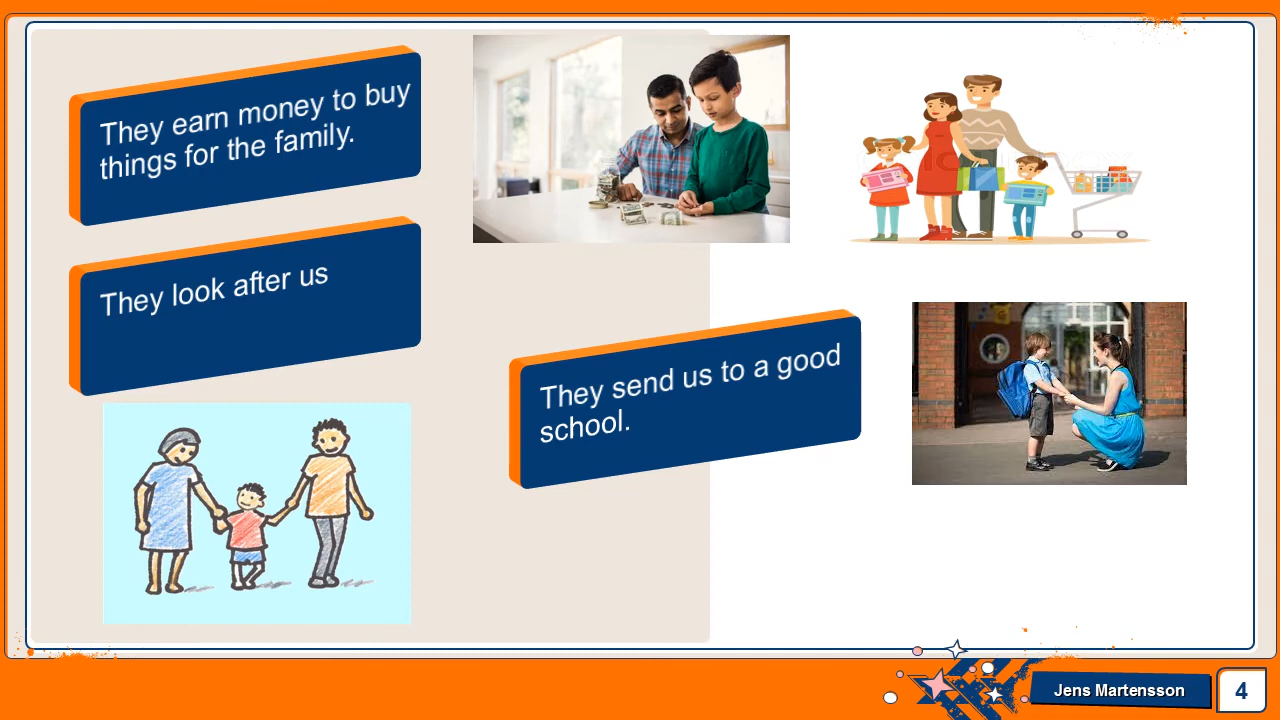 They earn money to buy
things for the family.
They look after us
They send us to a good
school.
Jens Martensson
4